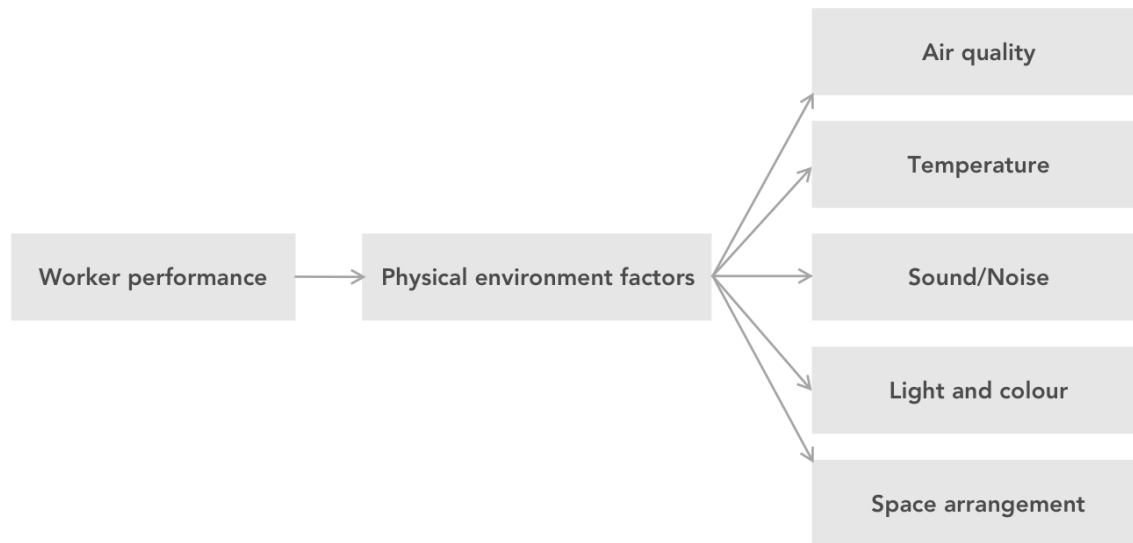 Air quality
Temperature
Worker performance
Physical environment factors
Sound/Noise
Light and colour
Space arrangement